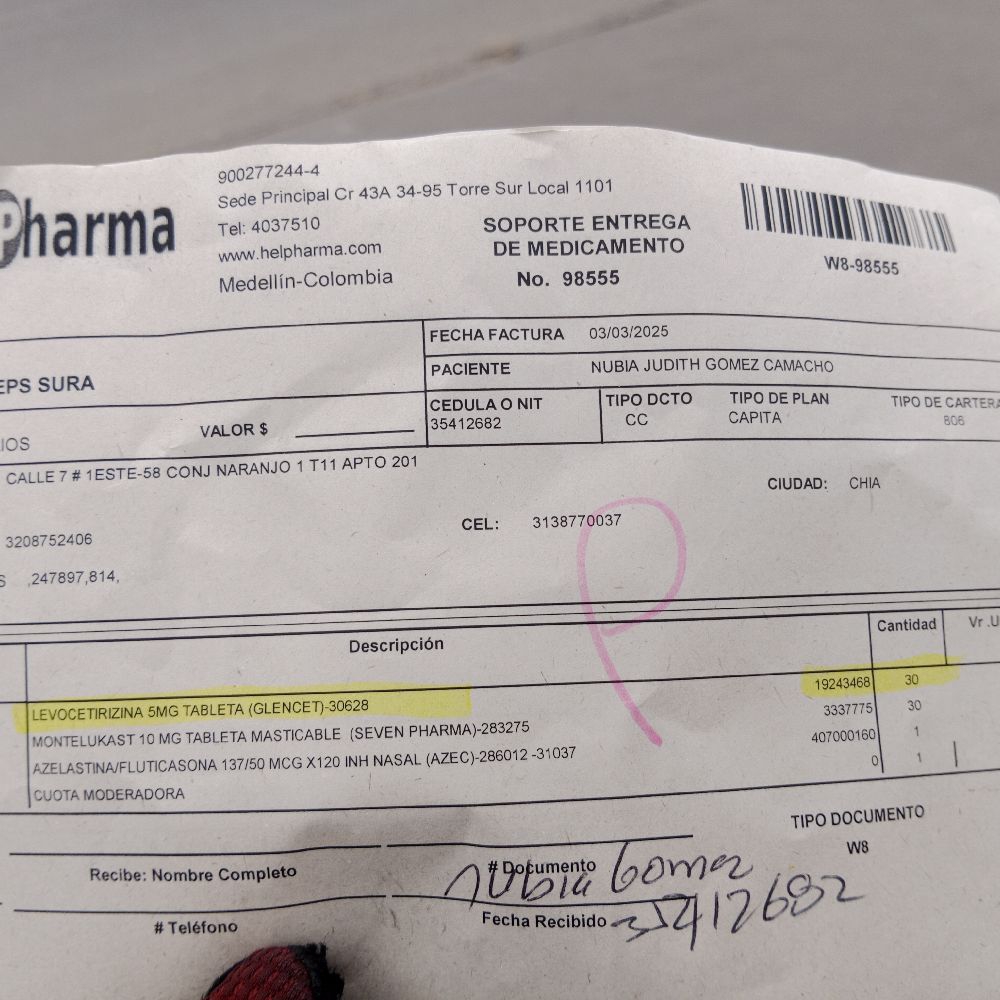 Pharma
900277244-4
Sede Principal Cr 43A 34-95 Torre Sur Local 1101
Tel: 4037510
www.helpharma.com
Medellín-Colombia
SOPORTE ENTREGA
DE MEDICAMENTO
No. 98555
W8-98555
FECHA FACTURA 03/03/2025
EPS SURA
PACIENTE NUBIA JUDITH GOMEZ CAMACHO
CEDULA O NIT TIPO DCTO TIPO DE PLAN TIPO DE CARTERA
35412682 CC CAPITA 806
IOS VALOR $
CALLE 7 # 1ESTE-58 CONJ NARANJO 1 T11 APTO 201
CIUDAD: CHIA
3208752406 CEL: 3138770037
S ,247897,814,
P
Descripción Cantidad Vr .U
LEVOCETIRIZINA 5MG TABLETA (GLENCET)-30628 19243468 30
MONTELUKAST 10 MG TABLETA MASTICABLE (SEVEN PHARMA)-283275 3337775 30
AZELASTINA/FLUTICASONA 137/50 MCG X120 INH NASAL (AZEC)-286012 -31037 407000160 1
CUOTA MODERADORA 0 1
TIPO DOCUMENTO
W8
Recibe: Nombre Completo # Documento
nubia Gomez
# Teléfono Fecha Recibido 35412682